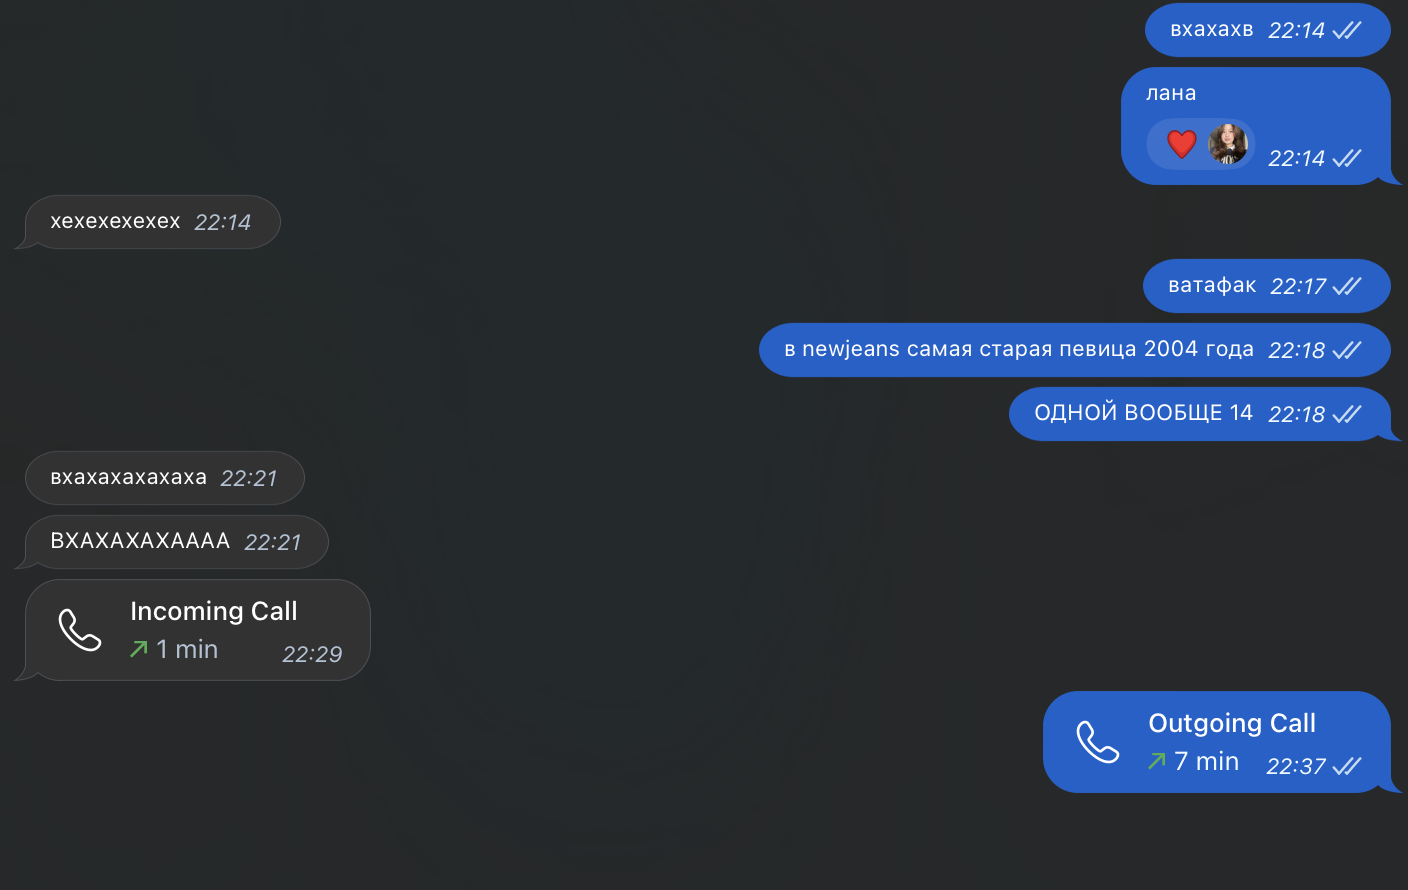 вхахахв 22:14
лана
22:14
хехехехехех 22:14
ватафак 22:17
в newjeans самая старая певица 2004 года 22:18
ОДНОЙ ВООБЩЕ 14 22:18
вхахахахахаха 22:21
ВХАХАХАХАААА 22:21
Incoming Call
1 min 22:29
Outgoing Call
7 min 22:37